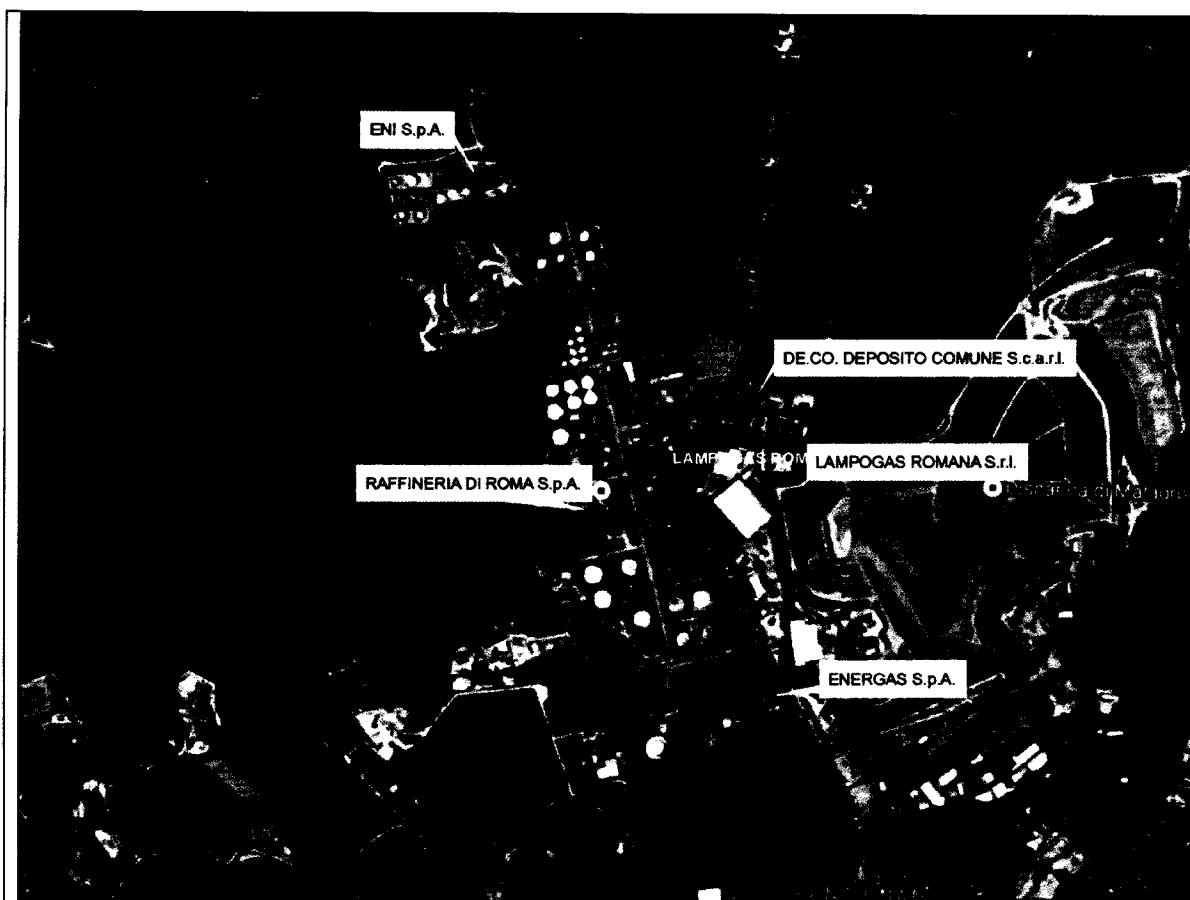 ENI S.p.A.
DE.CO. DEPOSITO COMUNE S.c.a.r.l.
LAMPOGAS ROMANA S.r.l.
RAFFINERIA DI ROMA S.p.A.
ENERGAS S.p.A.